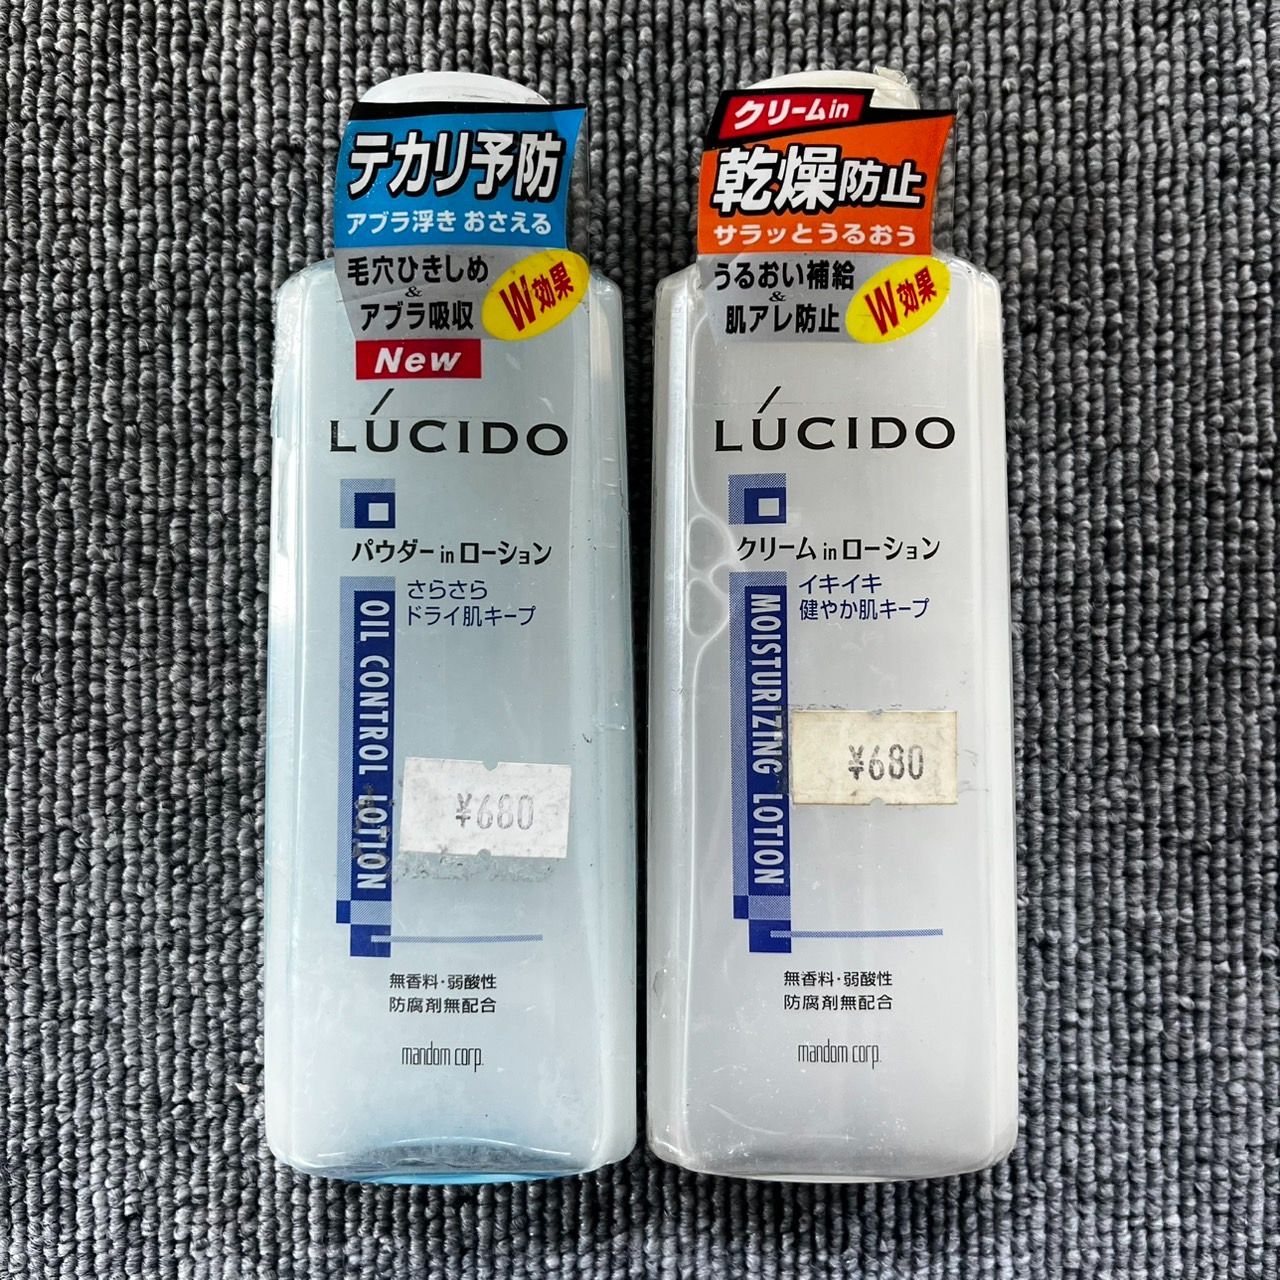 テカリ予防
アブラ浮き おさえる
毛穴ひきしめ
&
アブラ吸収
W効果
New
LÚCIDO
パウダー in ローション
さらさら
ドライ肌キープ
OIL CONTROL LOTION
¥680
無香料・弱酸性
防腐剤無配合
mandom corp.
クリームin
乾燥防止
サラッとうるおう
うるおい補給
&
肌アレ防止
W効果
LÚCIDO
クリーム in ローション
イキイキ
健やか肌キープ
MOISTURIZING LOTION
¥680
無香料・弱酸性
防腐剤無配合
mandom corp.